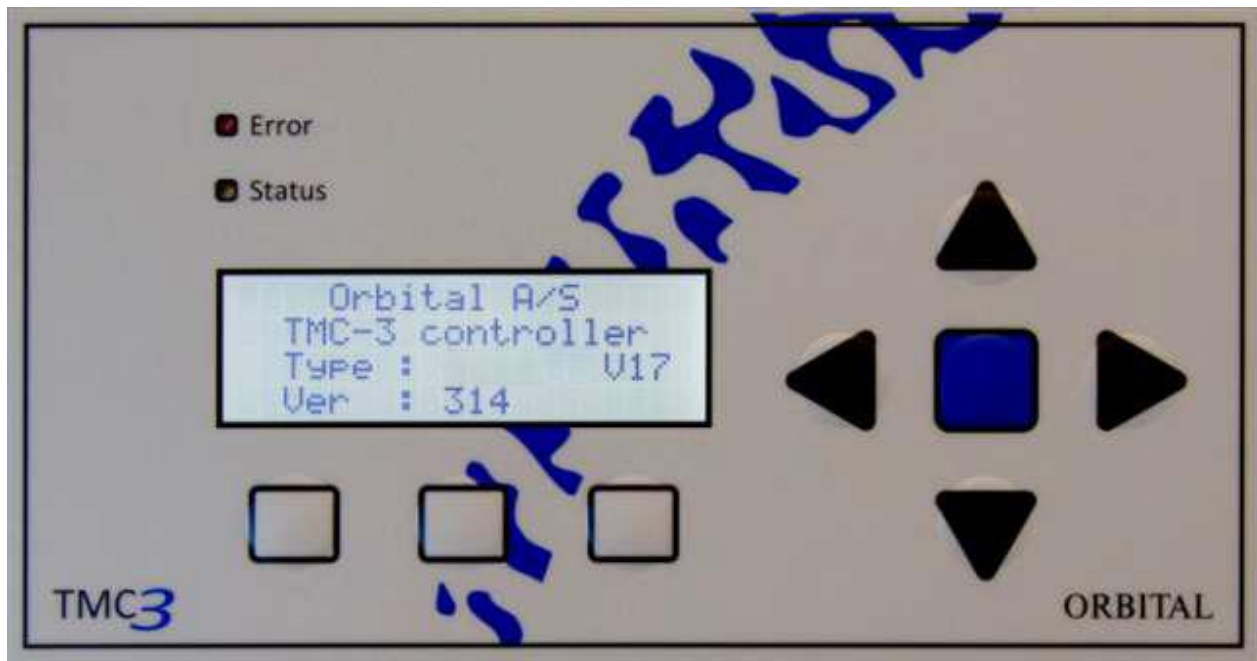 Error
Status
Orbital A/S
TMC-3 controller
Type : V17
Ver : 314
TMC3
ORBITAL